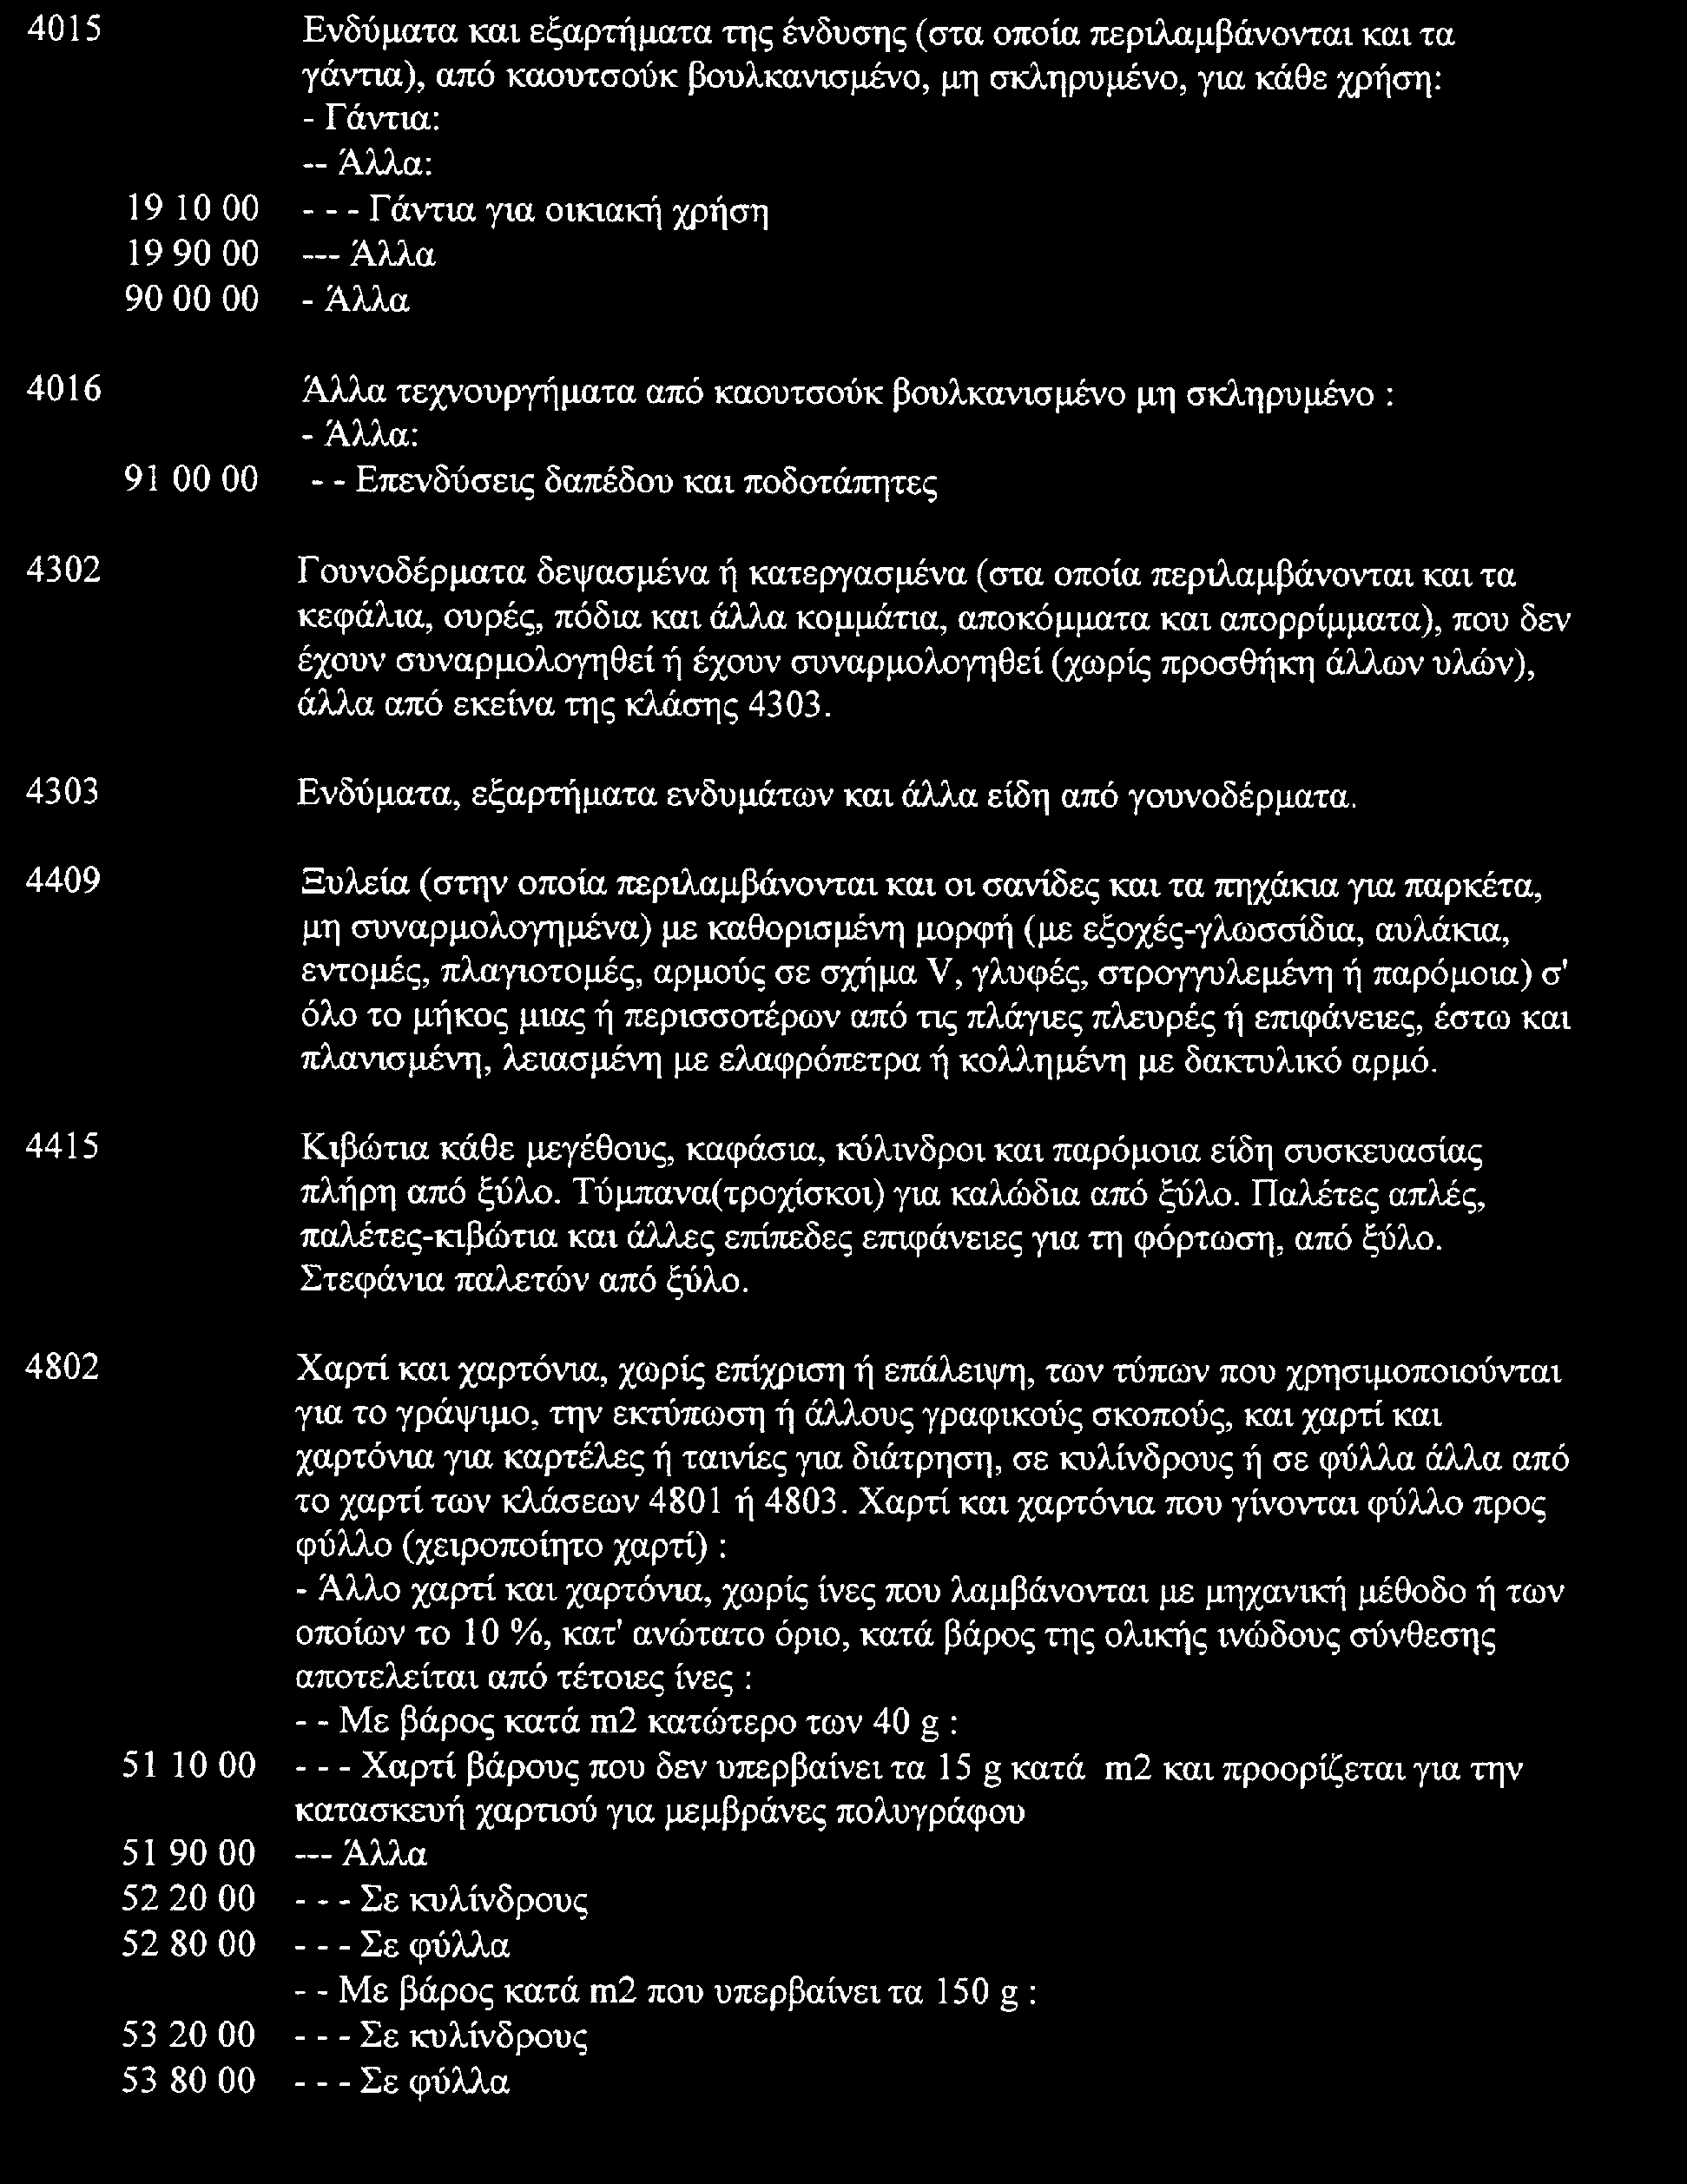 4015 Ενδύματα και εξαρτήματα της ένδυσης (στα οποία περιλαμβάνονται και τα
γάντια), από καουτσούκ βουλκανισμένο, μη σκληρυμένο, για κάθε χρήση:
- Γάντια:
-- Άλλα:
19 10 00 - - - Γάντια για οικιακή χρήση
19 90 00 --- Άλλα
90 00 00 - Άλλα
4016 Άλλα τεχνουργήματα από καουτσούκ βουλκανισμένο μη σκληρυμένο :
- Άλλα:
91 00 00 - - Επενδύσεις δαπέδου και ποδοτάπητες
4302 Γουνοδέρματα δεψασμένα ή κατεργασμένα (στα οποία περιλαμβάνονται και τα
κεφάλια, ουρές, πόδια και άλλα κομμάτια, αποκόμματα και απορρίμματα), που δεν
έχουν συναρμολογηθεί ή έχουν συναρμολογηθεί (χωρίς προσθήκη άλλων υλών),
άλλα από εκείνα της κλάσης 4303.
4303 Ενδύματα, εξαρτήματα ενδυμάτων και άλλα είδη από γουνοδέρματα.
4409 Ξυλεία (στην οποία περιλαμβάνονται και οι σανίδες και τα πηχάκια για παρκέτα,
μη συναρμολογημένα) με καθορισμένη μορφή (με εξοχές-γλωσσίδια, αυλάκια,
εντομές, πλαγιοτομές, αρμούς σε σχήμα V, γλυφές, στρογγυλεμένη ή παρόμοια) σ'
όλο το μήκος μιας ή περισσοτέρων από τις πλάγιες πλευρές ή επιφάνειες, έστω και
πλανισμένη, λειασμένη με ελαφρόπετρα ή κολλημένη με δακτυλικό αρμό.
4415 Κιβώτια κάθε μεγέθους, καφάσια, κύλινδροι και παρόμοια είδη συσκευασίας
πλήρη από ξύλο. Τύμπανα(τροχίσκοι) για καλώδια από ξύλο. Παλέτες απλές,
παλέτες-κιβώτια και άλλες επίπεδες επιφάνειες για τη φόρτωση, από ξύλο.
Στεφάνια παλετών από ξύλο.
4802 Χαρτί και χαρτόνια, χωρίς επίχριση ή επάλειψη, των τύπων που χρησιμοποιούνται
για το γράψιμο, την εκτύπωση ή άλλους γραφικούς σκοπούς, και χαρτί και
χαρτόνια για καρτέλες ή ταινίες για διάτρηση, σε κυλίνδρους ή σε φύλλα άλλα από
το χαρτί των κλάσεων 4801 ή 4803. Χαρτί και χαρτόνια που γίνονται φύλλο προς
φύλλο (χειροποίητο χαρτί) :
- Άλλο χαρτί και χαρτόνια, χωρίς ίνες που λαμβάνονται με μηχανική μέθοδο ή των
οποίων το 10 %, κατ' ανώτατο όριο, κατά βάρος της ολικής ινώδους σύνθεσης
αποτελείται από τέτοιες ίνες :
- - Με βάρος κατά m2 κατώτερο των 40 g :
51 10 00 - - - Χαρτί βάρους που δεν υπερβαίνει τα 15 g κατά m2 και προορίζεται για την
κατασκευή χαρτιού για μεμβράνες πολυγράφου
51 90 00 --- Άλλα
52 20 00 - - - Σε κυλίνδρους
52 80 00 - - - Σε φύλλα
- - Με βάρος κατά m2 που υπερβαίνει τα 150 g :
53 20 00 - - - Σε κυλίνδρους
53 80 00 - - - Σε φύλλα